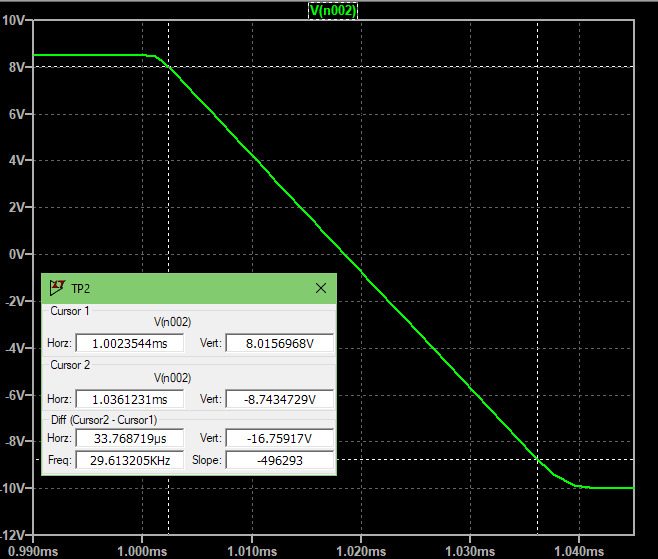 V(n002)
10V
8V
6V
4V
2V
0V
-2V
-4V
-6V
-8V
-10V
-12V
0.990ms 1.000ms 1.010ms 1.020ms 1.030ms 1.040ms
TP2
Cursor 1
V(n002)
Horz: 1.0023544ms Vert: 8.0156968V
Cursor 2
V(n002)
Horz: 1.0361231ms Vert: -8.7434729V
Diff (Cursor2 - Cursor1)
Horz: 33.768719µs Vert: -16.75917V
Freq: 29.613205KHz Slope: -496293